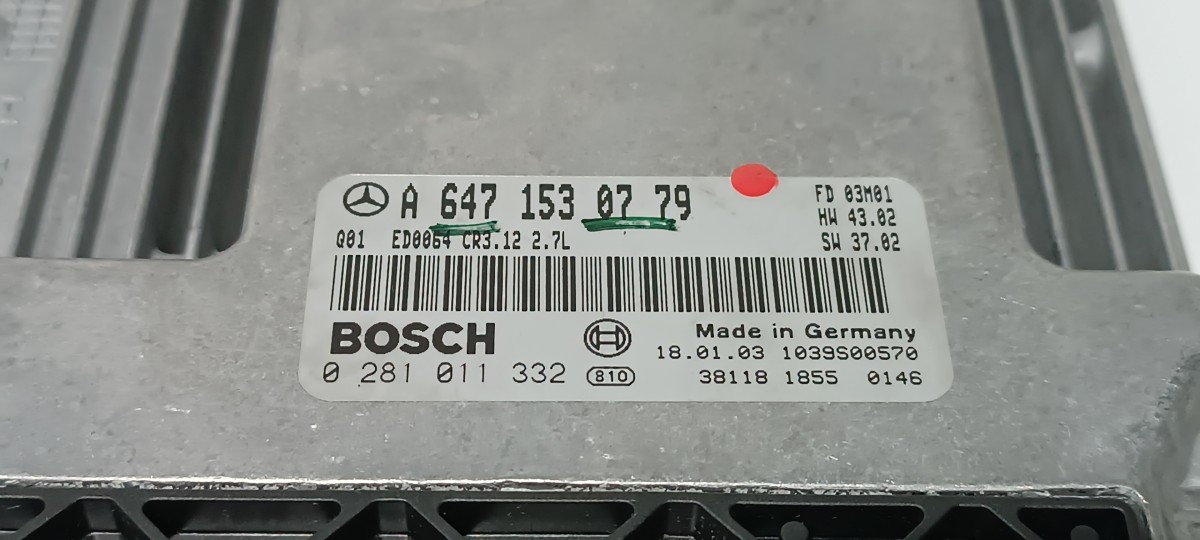 A 647 153 07 79
FD 03M01
HW 43.02
Q01 ED0064 CR3.12 2.7L
SW 37.02
BOSCH
Made in Germany
18.01.03 1039S00570
0 281 011 332
810
38118 1855 0146